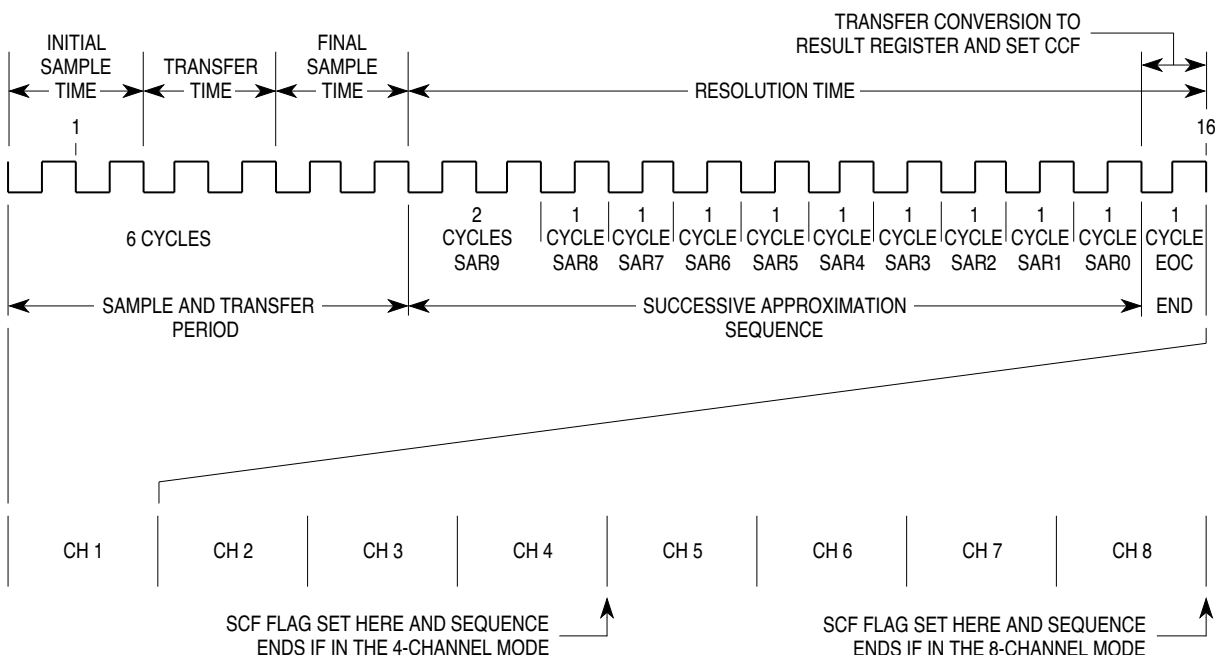 TRANSFER CONVERSION TO
RESULT REGISTER AND SET CCF
INITIAL
SAMPLE
TIME
TRANSFER
TIME
FINAL
SAMPLE
TIME
RESOLUTION TIME
1
16
6 CYCLES
2
CYCLES
SAR9
1
CYCLE
SAR8
1
CYCLE
SAR7
1
CYCLE
SAR6
1
CYCLE
SAR5
1
CYCLE
SAR4
1
CYCLE
SAR3
1
CYCLE
SAR2
1
CYCLE
SAR1
1
CYCLE
SAR0
1
CYCLE
EOC
SAMPLE AND TRANSFER
PERIOD
SUCCESSIVE APPROXIMATION
SEQUENCE
END
CH 1
CH 2
CH 3
CH 4
CH 5
CH 6
CH 7
CH 8
SCF FLAG SET HERE AND SEQUENCE
ENDS IF IN THE 4-CHANNEL MODE
SCF FLAG SET HERE AND SEQUENCE
ENDS IF IN THE 8-CHANNEL MODE